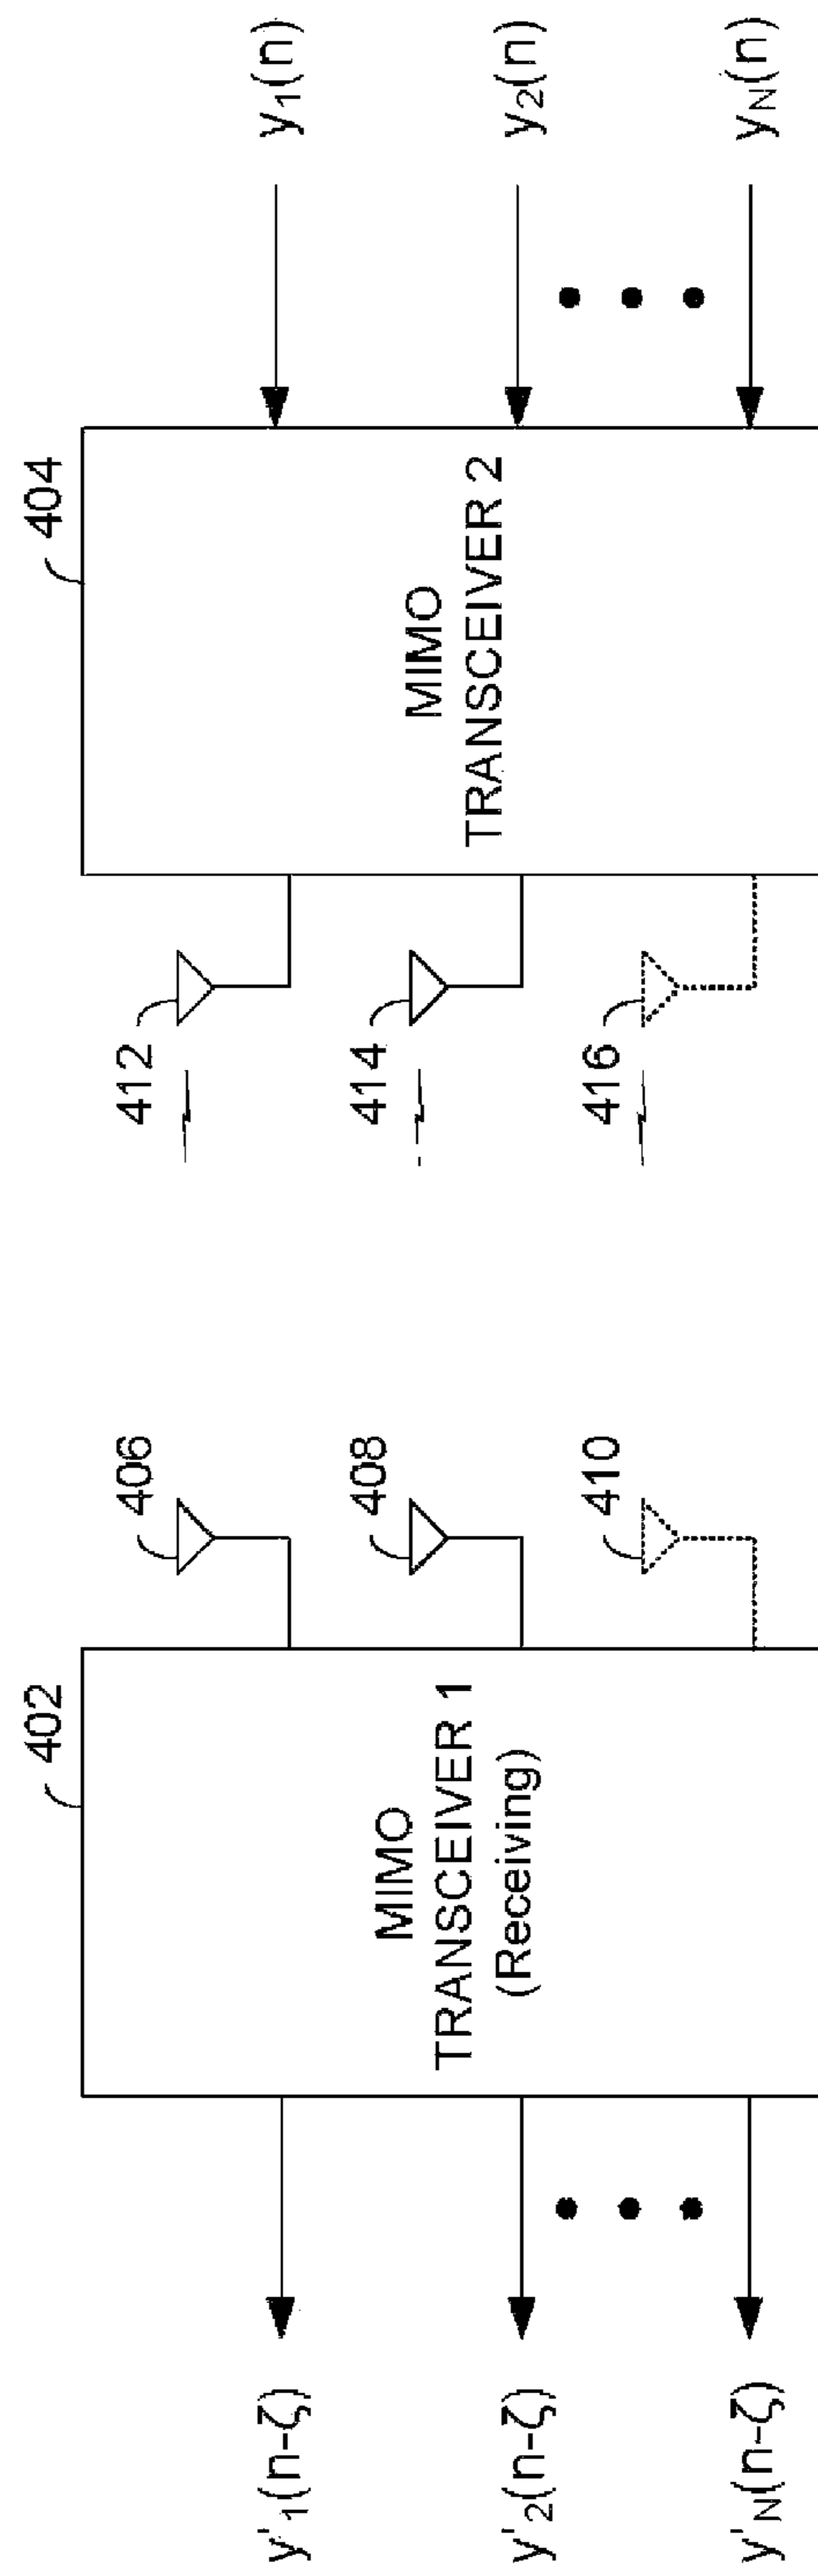 402
404
406
412
408
414
410
416
MIMO
TRANSCEIVER 1
(Receiving)
MIMO
TRANSCEIVER 2
y'₁(n-ζ)
y₁(n)
y'₂(n-ζ)
y₂(n)
y'N(n-ζ)
yN(n)